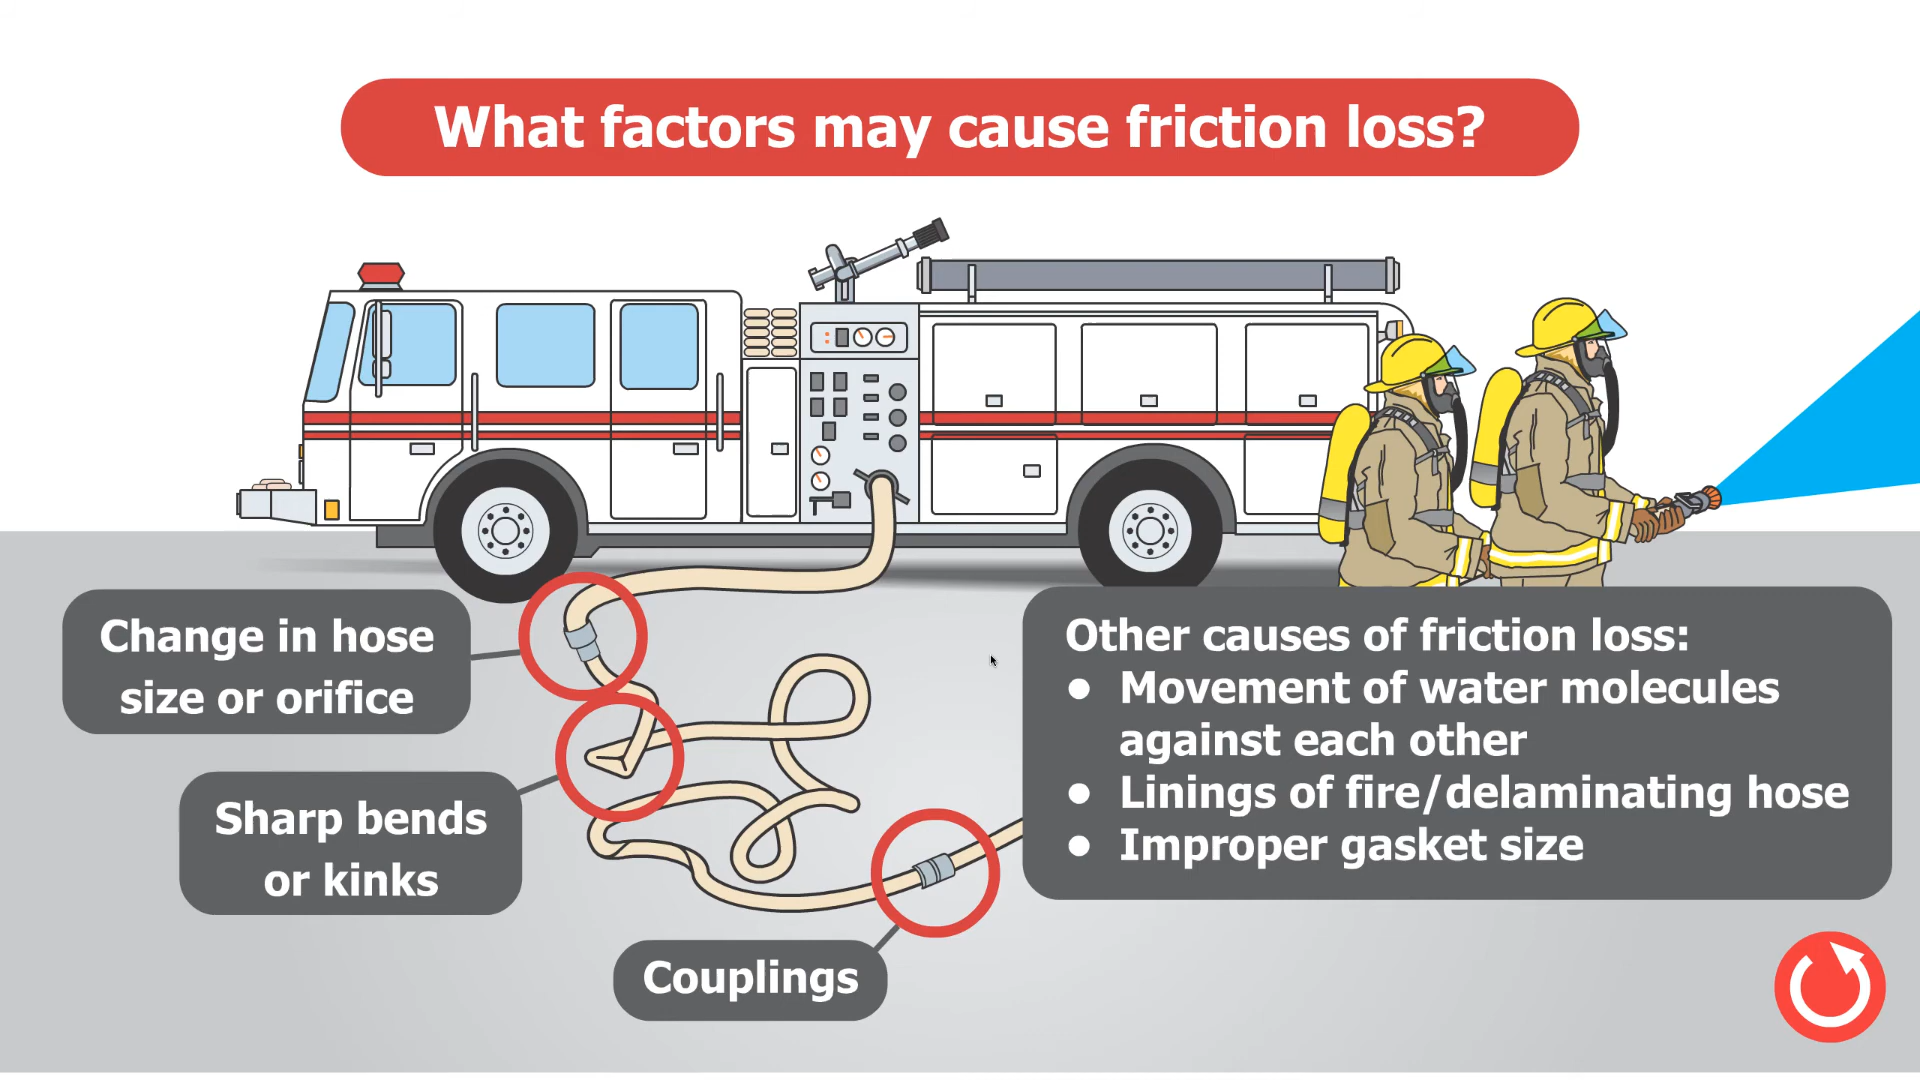 What factors may cause friction loss?
Change in hose
size or orifice
Sharp bends
or kinks
Couplings
Other causes of friction loss:
● Movement of water molecules
against each other
● Linings of fire/delaminating hose
● Improper gasket size